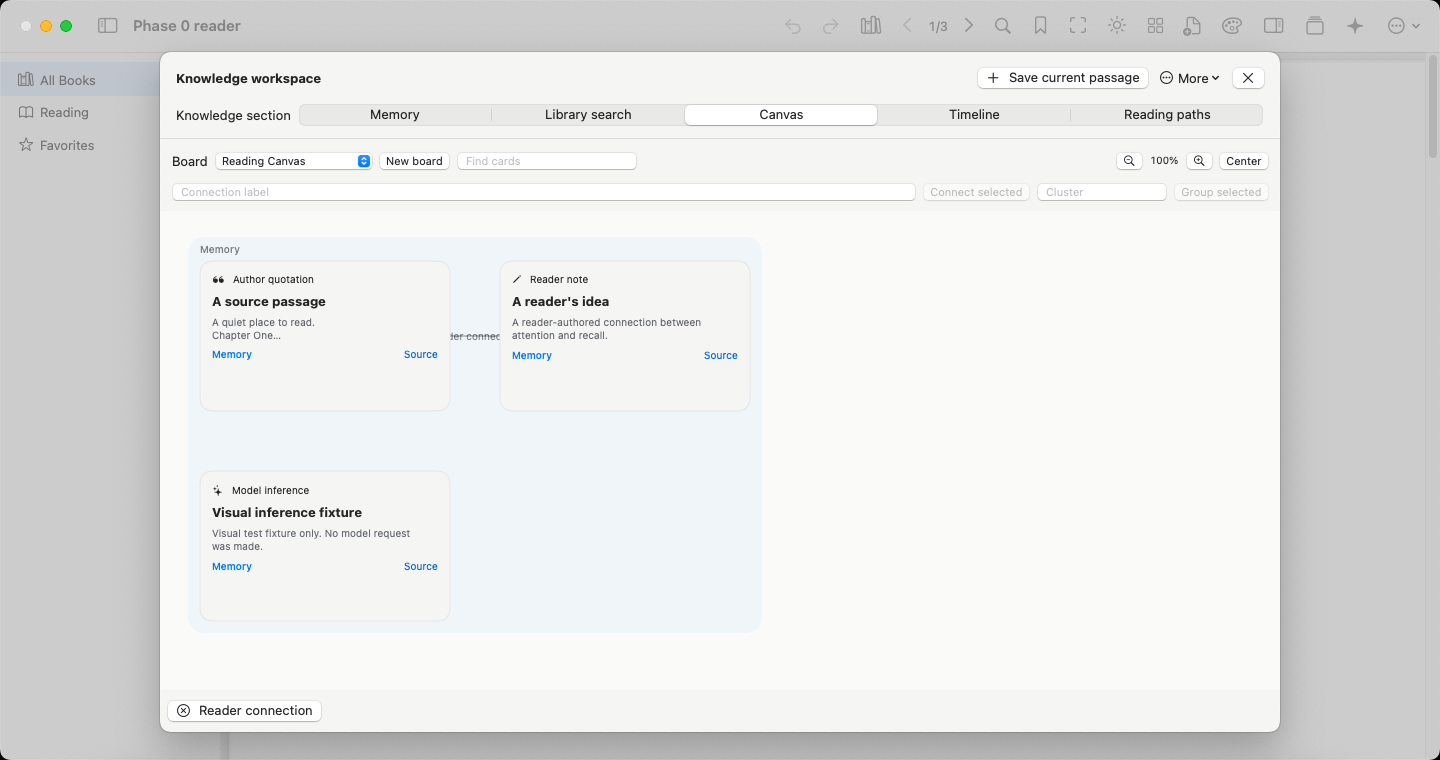 Phase 0 reader
1/3
All Books
Reading
Favorites
Knowledge workspace
Save current passage
More
Knowledge section
Memory
Library search
Canvas
Timeline
Reading paths
Board
Reading Canvas
New board
Find cards
100%
Center
Connection label
Connect selected
Cluster
Group selected
Memory
Author quotation
A source passage
A quiet place to read.
Chapter One...
Memory
Source
Reader note
A reader's idea
A reader-authored connection between
attention and recall.
Memory
Source
Model inference
Visual inference fixture
Visual test fixture only. No model request
was made.
Memory
Source
Reader connection